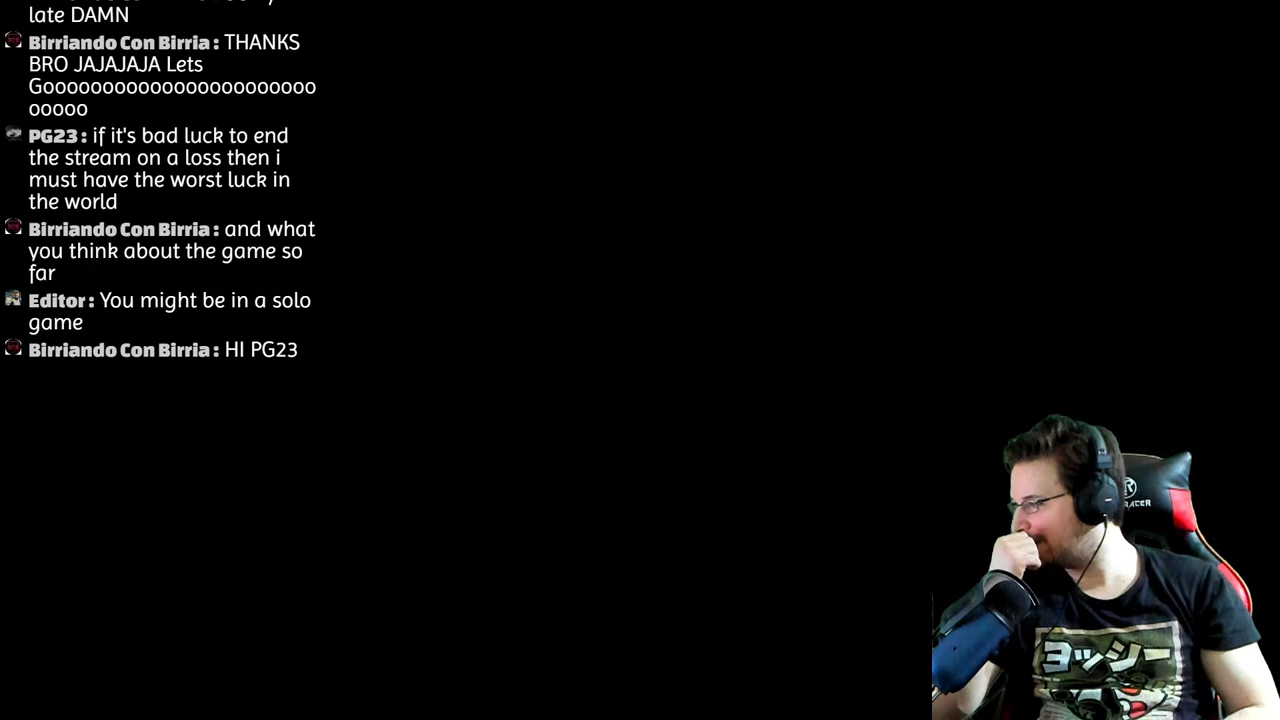 late DAMN
Birriando Con Birria : THANKS
BRO JAJAJAJA Lets
Gooooooooooooooooooooooo
ooooo
PG23 : if it's bad luck to end
the stream on a loss then i
must have the worst luck in
the world
Birriando Con Birria : and what
you think about the game so
far
Editor : You might be in a solo
game
Birriando Con Birria : HI PG23
ヨッシー